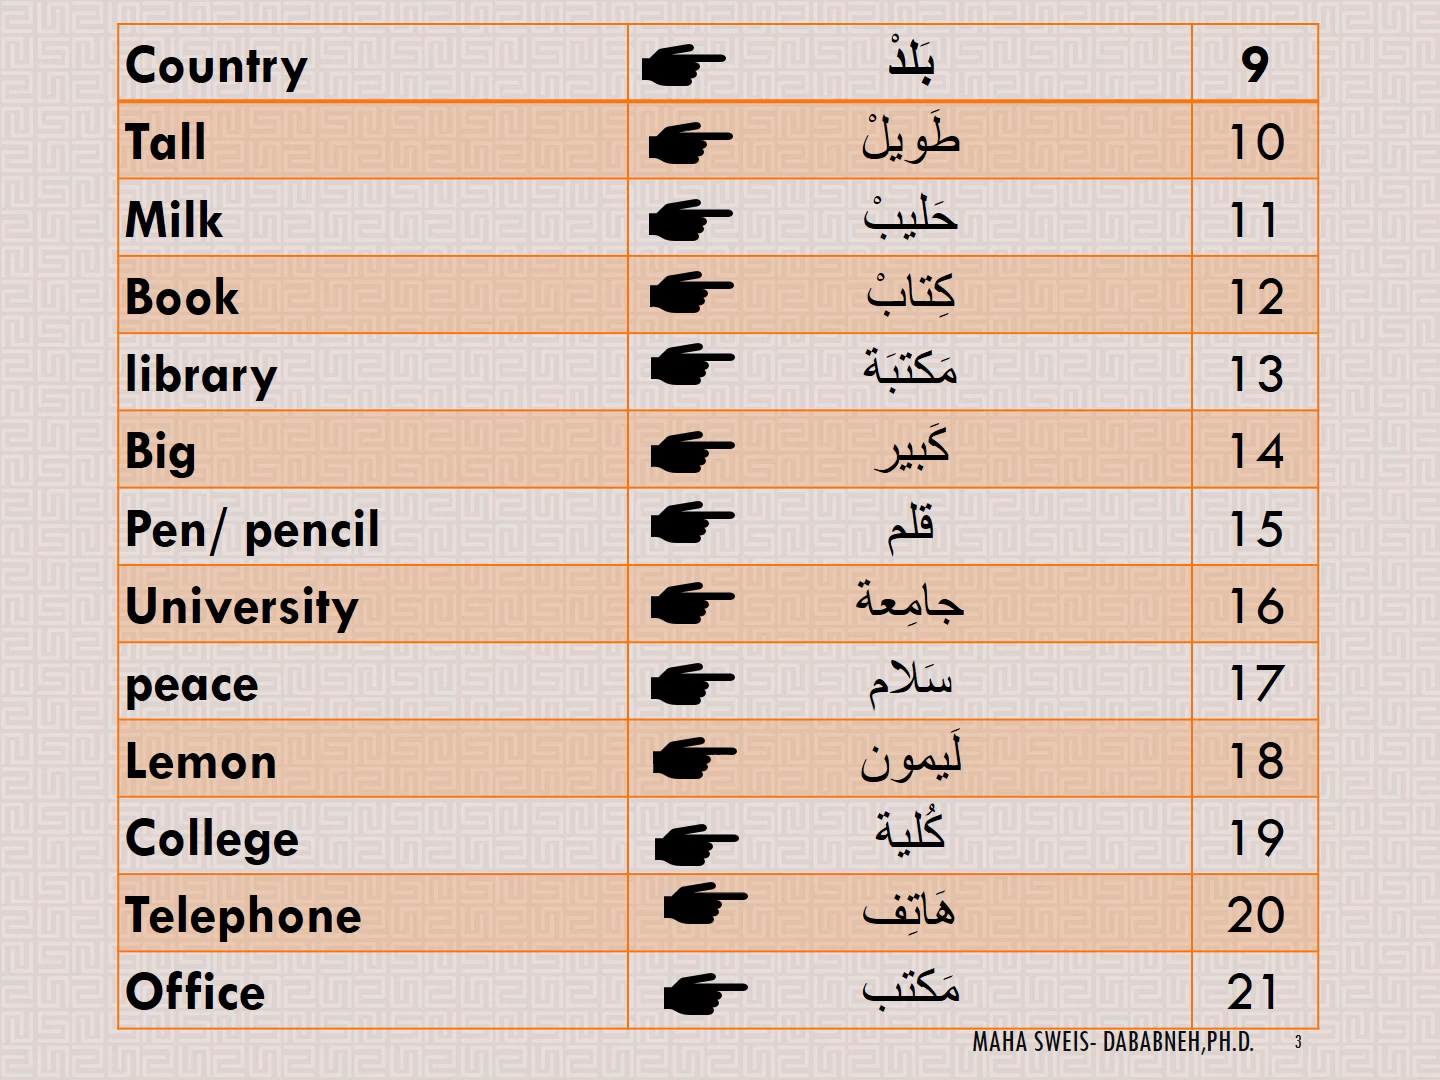 Country بَلَدْ 9
Tall طَويلْ 10
Milk حَليبْ 11
Book كِتابْ 12
library مَكتبَة 13
Big كَبير 14
Pen/ pencil قلم 15
University جامِعة 16
peace سَلام 17
Lemon لَيمون 18
College كُلية 19
Telephone هَاتِف 20
Office مَكتب 21
MAHA SWEIS- DABABNEH,PH.D. 3